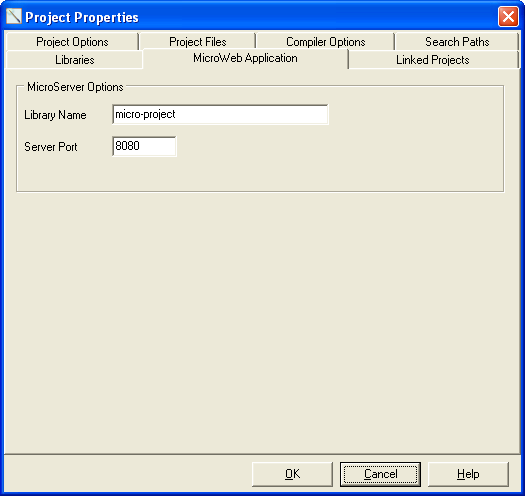 Project Properties
Project Options Project Files Compiler Options Search Paths
Libraries MicroWeb Application Linked Projects
MicroServer Options
Library Name micro-project
Server Port 8080
OK Cancel Help